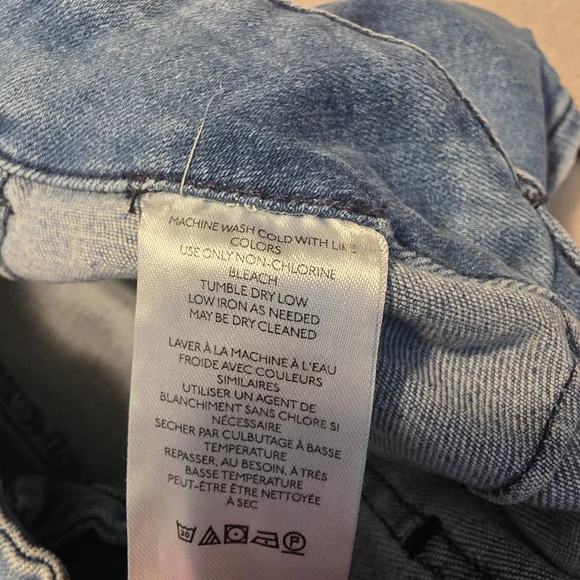 MACHINE WASH COLD WITH LIKE
COLORS
USE ONLY NON-CHLORINE
BLEACH
TUMBLE DRY LOW
LOW IRON AS NEEDED
MAY BE DRY CLEANED
LAVER À LA MACHINE À L'EAU
FROIDE AVEC COULEURS
SIMILAIRES
UTILISER UN AGENT DE
BLANCHIMENT SANS CHLORE SI
NÉCESSAIRE
SECHER PAR CULBUTAGE À BASSE
TEMPERATURE
REPASSER, AU BESOIN, À TRÈS
BASSE TEMPÉRATURE
PEUT-ÊTRE ÊTRE NETTOYÉE
À SEC
30 P